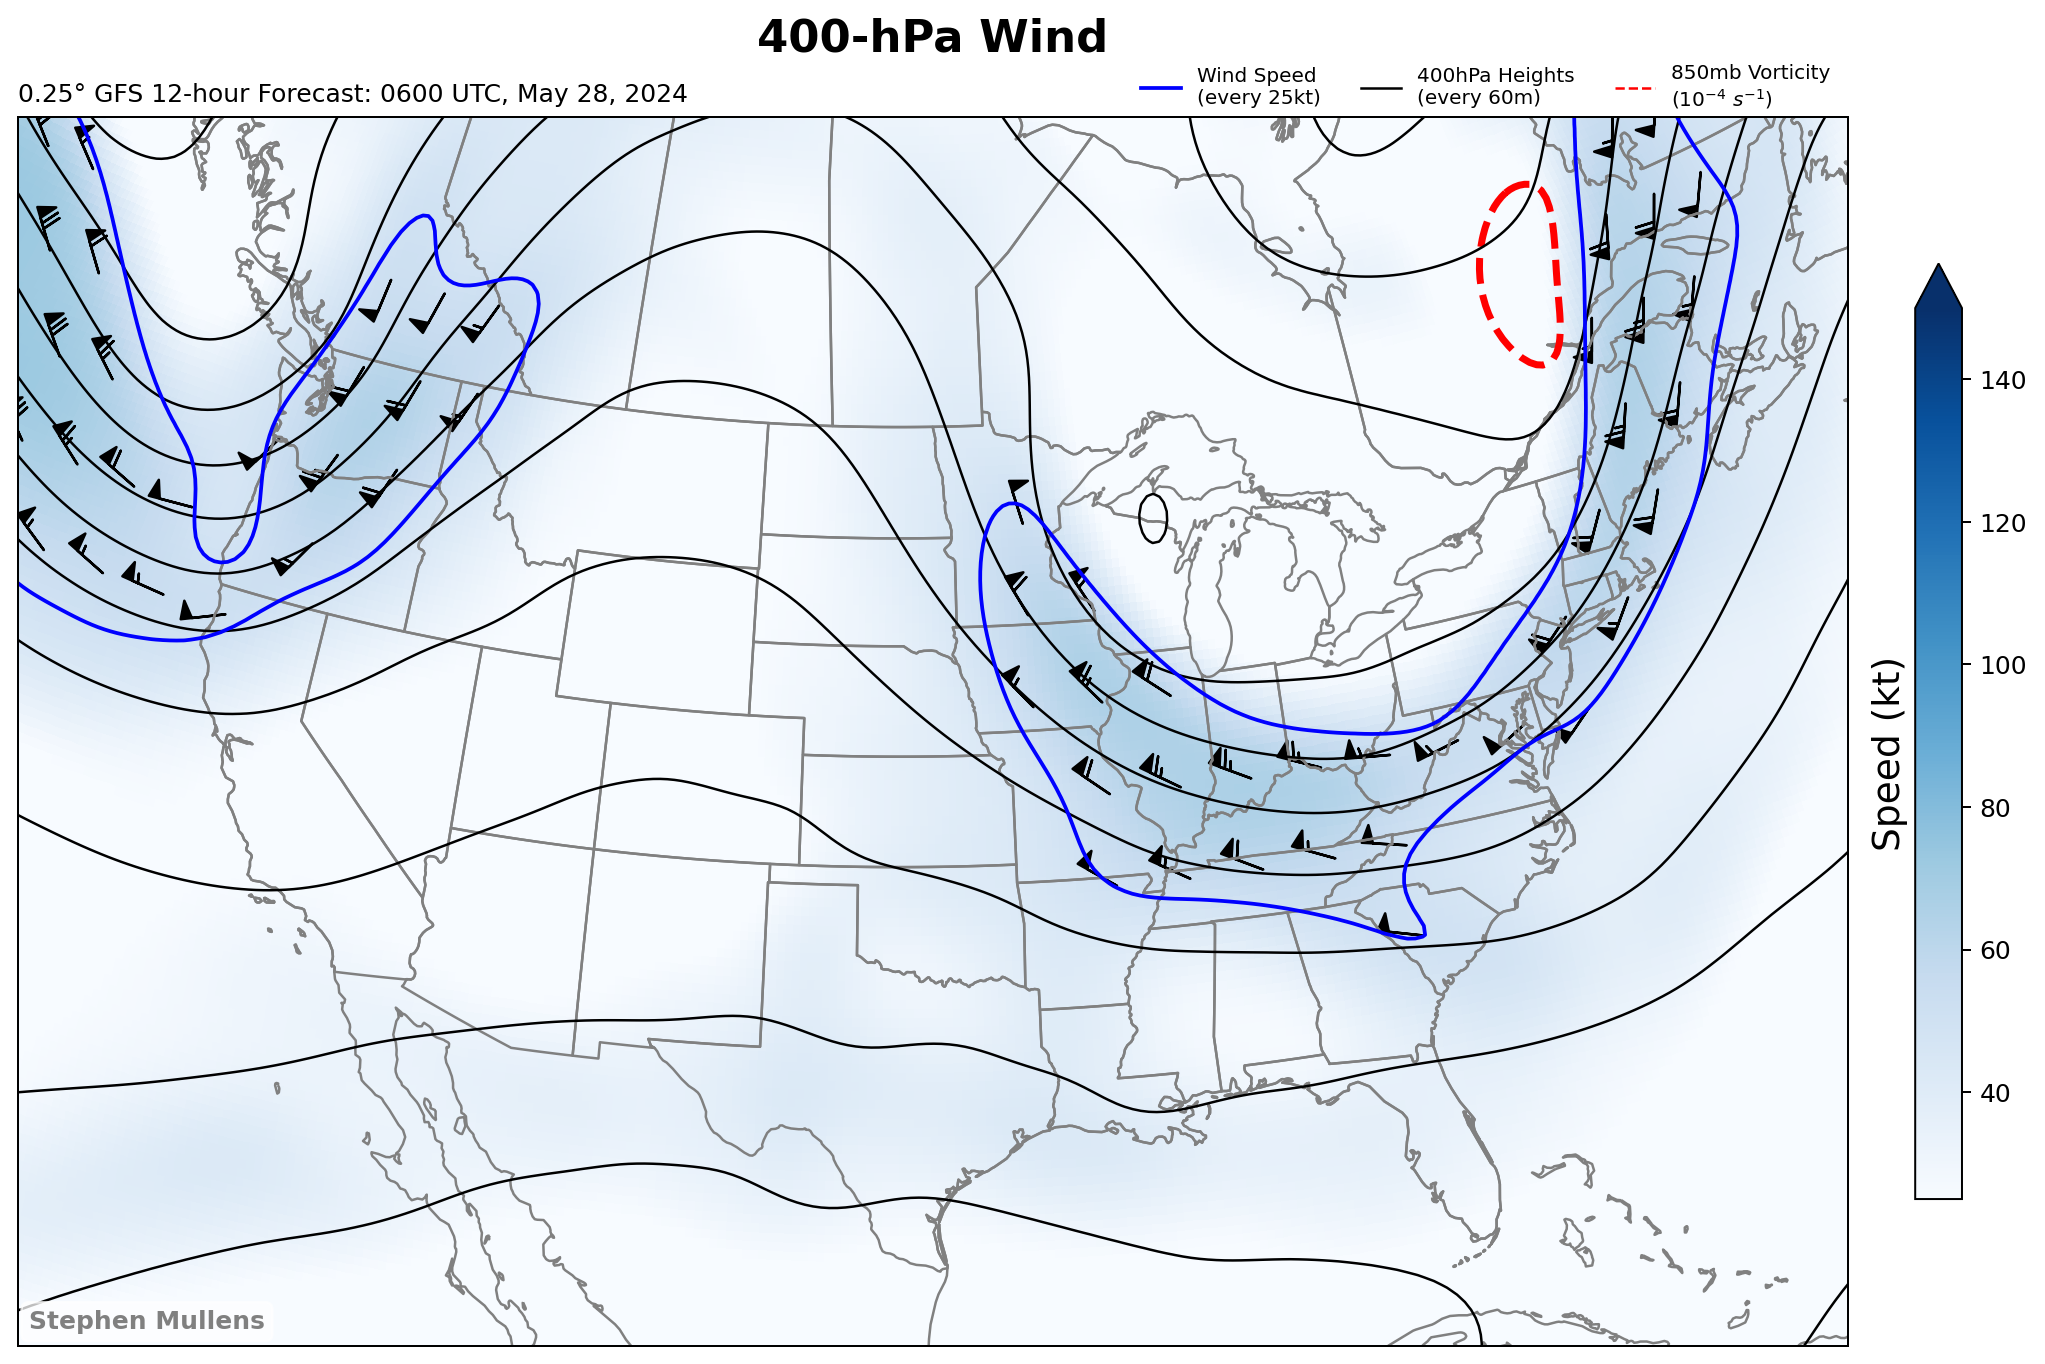 400-hPa Wind
0.25° GFS 12-hour Forecast: 0600 UTC, May 28, 2024
Wind Speed
(every 25kt)
400hPa Heights
(every 60m)
850mb Vorticity
(10⁻⁴ s⁻¹)
140
120
100
80
60
40
Speed (kt)
Stephen Mullens